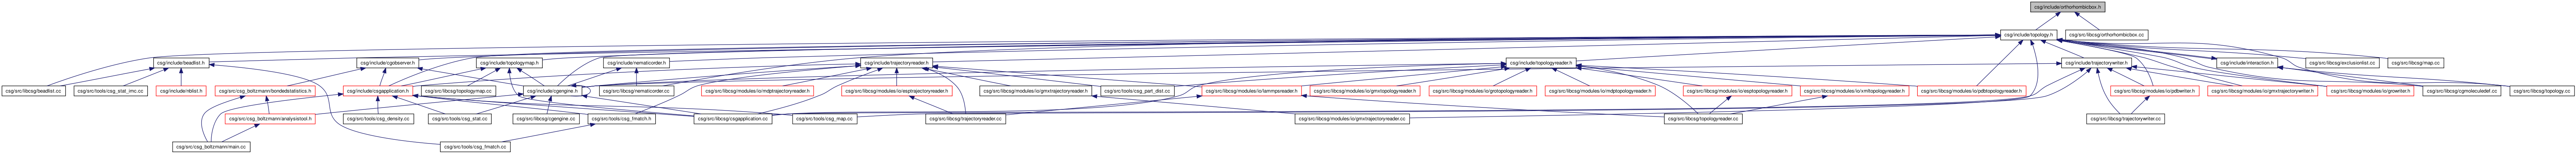 csg/include/orthorhombicbox.h
csg/include/topology.h
csg/src/libcsg/orthorhombicbox.cc
csg/include/beadlist.h
csg/include/cgobserver.h
csg/include/topologymap.h
csg/include/nematicorder.h
csg/include/trajectoryreader.h
csg/include/topologyreader.h
csg/include/trajectorywriter.h
csg/include/interaction.h
csg/src/libcsg/exclusionlist.cc
csg/src/libcsg/map.cc
csg/src/libcsg/beadlist.cc
csg/src/tools/csg_stat_imc.cc
csg/include/nblist.h
csg/src/csg_boltzmann/bondedstatistics.h
csg/include/csgapplication.h
csg/src/libcsg/topologymap.cc
csg/include/cgengine.h
csg/src/libcsg/nematicorder.cc
csg/src/libcsg/modules/io/mdptrajectoryreader.h
csg/src/libcsg/modules/io/esptrajectoryreader.h
csg/src/libcsg/modules/io/gmxtrajectoryreader.h
csg/src/tools/csg_part_dist.cc
csg/src/libcsg/modules/io/lammpsreader.h
csg/src/libcsg/modules/io/gmxtopologyreader.h
csg/src/libcsg/modules/io/grotopologyreader.h
csg/src/libcsg/modules/io/mdptopologyreader.h
csg/src/libcsg/modules/io/esptopologyreader.h
csg/src/libcsg/modules/io/xmltopologyreader.h
csg/src/libcsg/modules/io/pdbtopologyreader.h
csg/src/libcsg/modules/io/pdbwriter.h
csg/src/libcsg/modules/io/gmxtrajectorywriter.h
csg/src/libcsg/modules/io/growriter.h
csg/src/libcsg/cgmoleculedef.cc
csg/src/libcsg/topology.cc
csg/src/csg_boltzmann/analysistool.h
csg/src/tools/csg_density.cc
csg/src/tools/csg_stat.cc
csg/src/libcsg/cgengine.cc
csg/src/tools/csg_fmatch.h
csg/src/libcsg/csgapplication.cc
csg/src/tools/csg_map.cc
csg/src/libcsg/trajectoryreader.cc
csg/src/libcsg/modules/io/gmxtrajectoryreader.cc
csg/src/libcsg/topologyreader.cc
csg/src/libcsg/trajectorywriter.cc
csg/src/csg_boltzmann/main.cc
csg/src/tools/csg_fmatch.cc